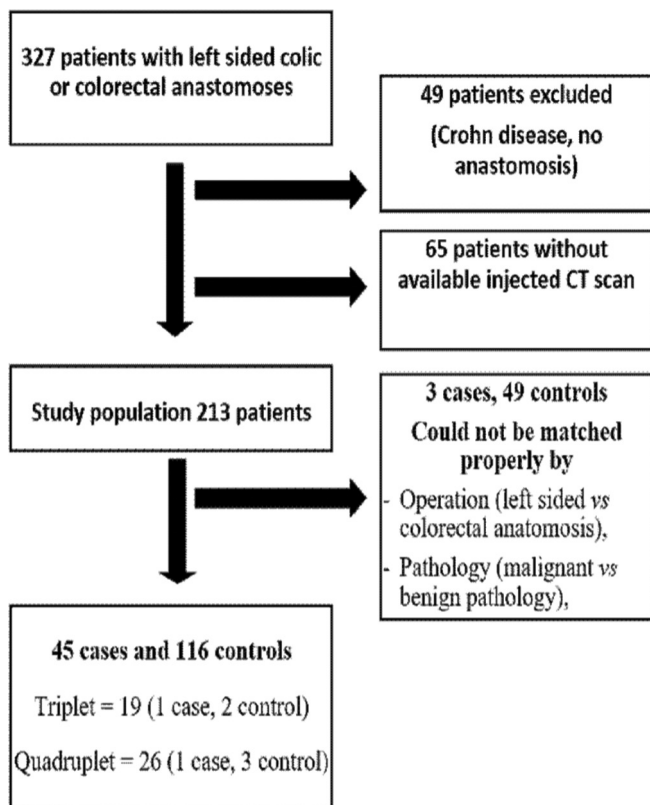 327 patients with left sided colic
or colorectal anastomoses
49 patients excluded
(Crohn disease, no
anastomosis)
65 patients without
available injected CT scan
Study population 213 patients
3 cases, 49 controls
Could not be matched
properly by
- Operation (left sided vs
colorectal anatomosis),
- Pathology (malignant vs
benign pathology),
45 cases and 116 controls
Triplet = 19 (1 case, 2 control)
Quadruplet = 26 (1 case, 3 control)